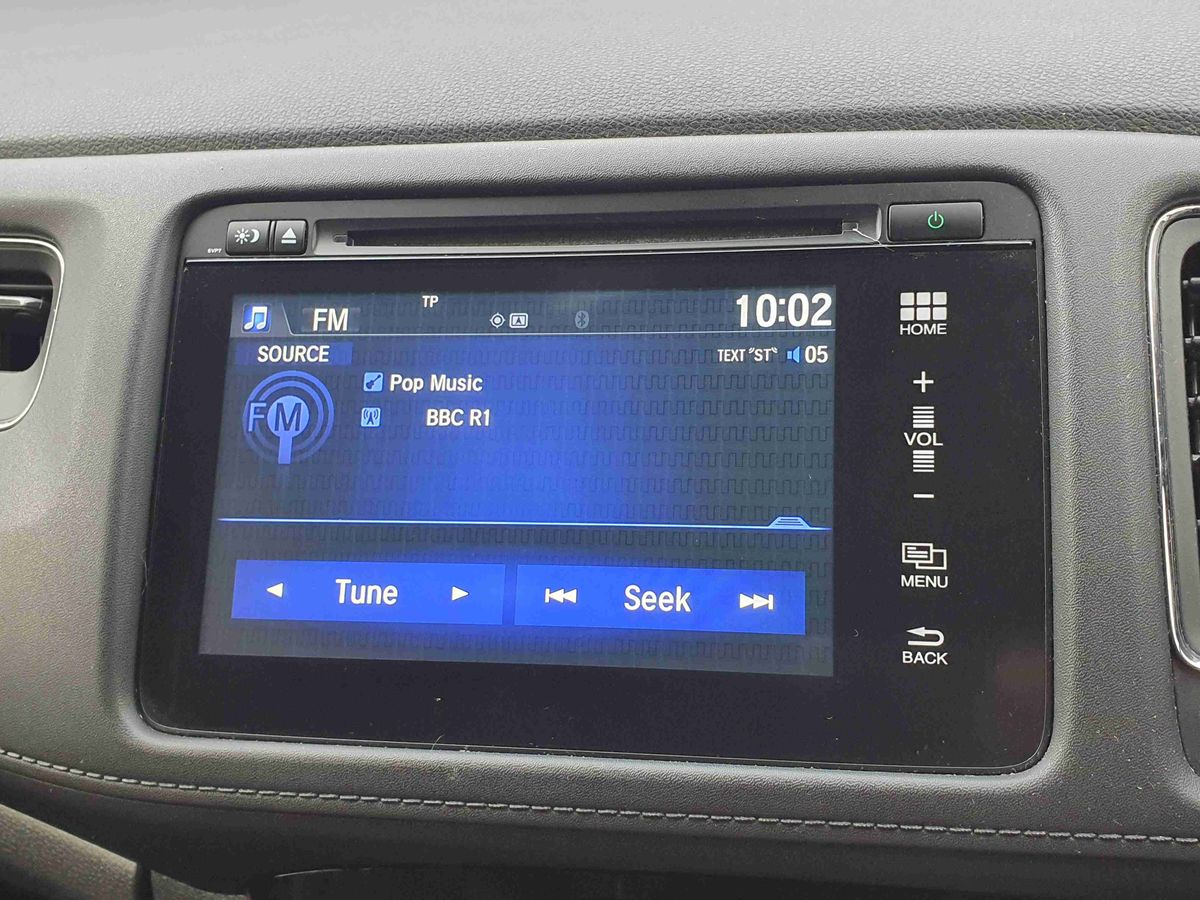 SVP7
TP
FM
10:02
SOURCE
TEXT "ST" 05
FM
Pop Music
BBC R1
Tune
Seek
HOME
+
VOL
−
MENU
BACK